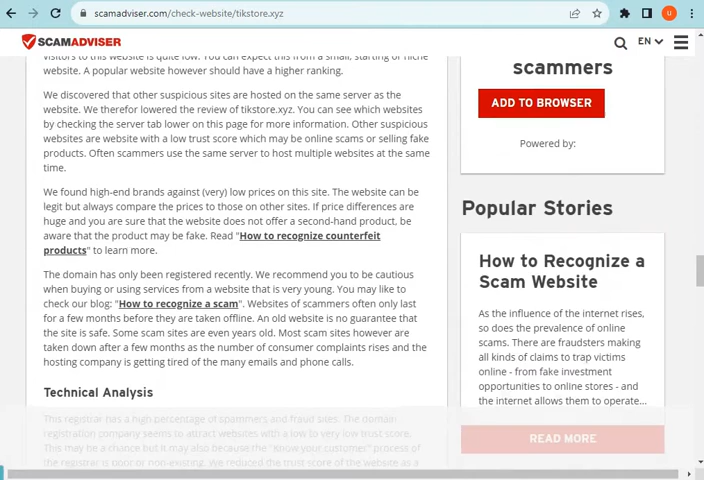 scamadviser.com/check-website/tikstore.xyz
u
SCAMADVISER
EN
visitors to this website is quite low. You can expect this from a small, starting or niche
website. A popular website however should have a higher ranking.
We discovered that other suspicious sites are hosted on the same server as the
website. We therefor lowered the review of tikstore.xyz. You can see which websites
by checking the server tab lower on this page for more information. Other suspicious
websites are website with a low trust score which may be online scams or selling fake
products. Often scammers use the same server to host multiple websites at the same
time.
We found high-end brands against (very) low prices on this site. The website can be
legit but always compare the prices to those on other sites. If price differences are
huge and you are sure that the website does not offer a second-hand product, be
aware that the product may be fake. Read "How to recognize counterfeit
products" to learn more.
The domain has only been registered recently. We recommend you to be cautious
when buying or using services from a website that is very young. You may like to
check our blog: "How to recognize a scam". Websites of scammers often only last
for a few months before they are taken offline. An old website is no guarantee that
the site is safe. Some scam sites are even years old. Most scam sites however are
taken down after a few months as the number of consumer complaints rises and the
hosting company is getting tired of the many emails and phone calls.
Technical Analysis
This registrar has a high percentage of spammers and fraud sites. The domain
registration company seems to attract websites with a low to very low trust score.
This may be a chance but it may also because the "Know your customer" process of
the registrar is poor or non-existing. We reduced the trust score of the website as a
scammers
ADD TO BROWSER
Powered by:
Popular Stories
How to Recognize a
Scam Website
As the influence of the internet rises,
so does the prevalence of online
scams. There are fraudsters making
all kinds of claims to trap victims
online - from fake investment
opportunities to online stores - and
the internet allows them to operate...
READ MORE